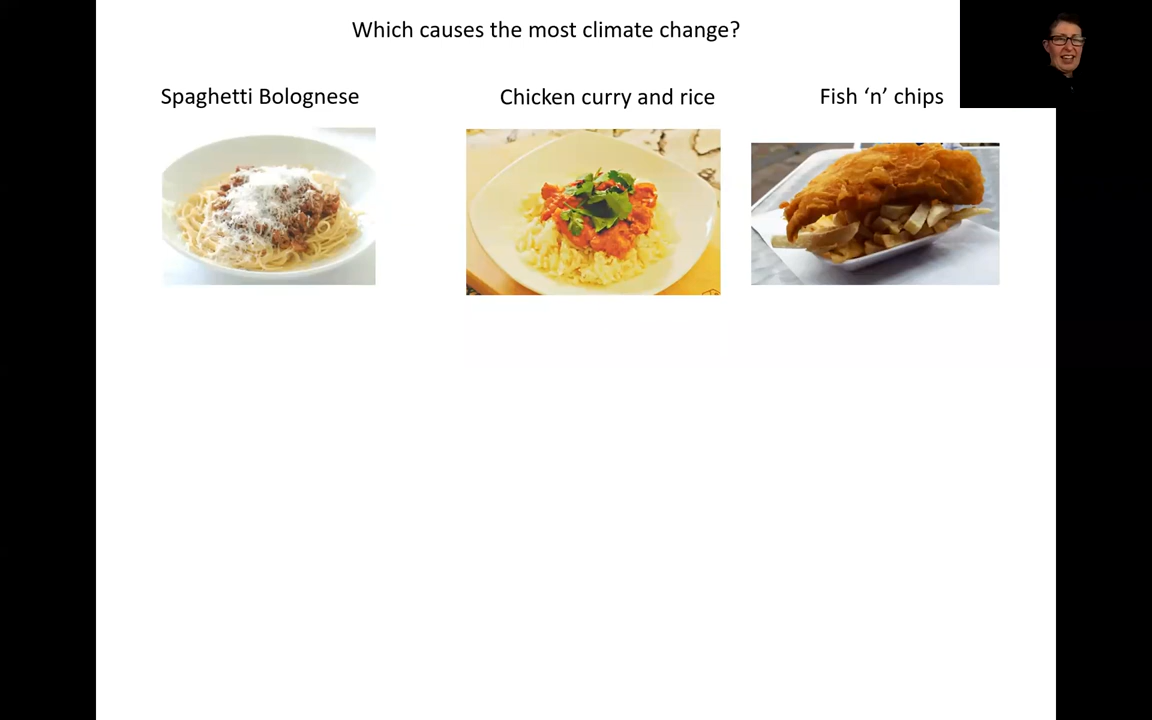 Which causes the most climate change?
Spaghetti Bolognese
Chicken curry and rice
Fish ‘n’ chips